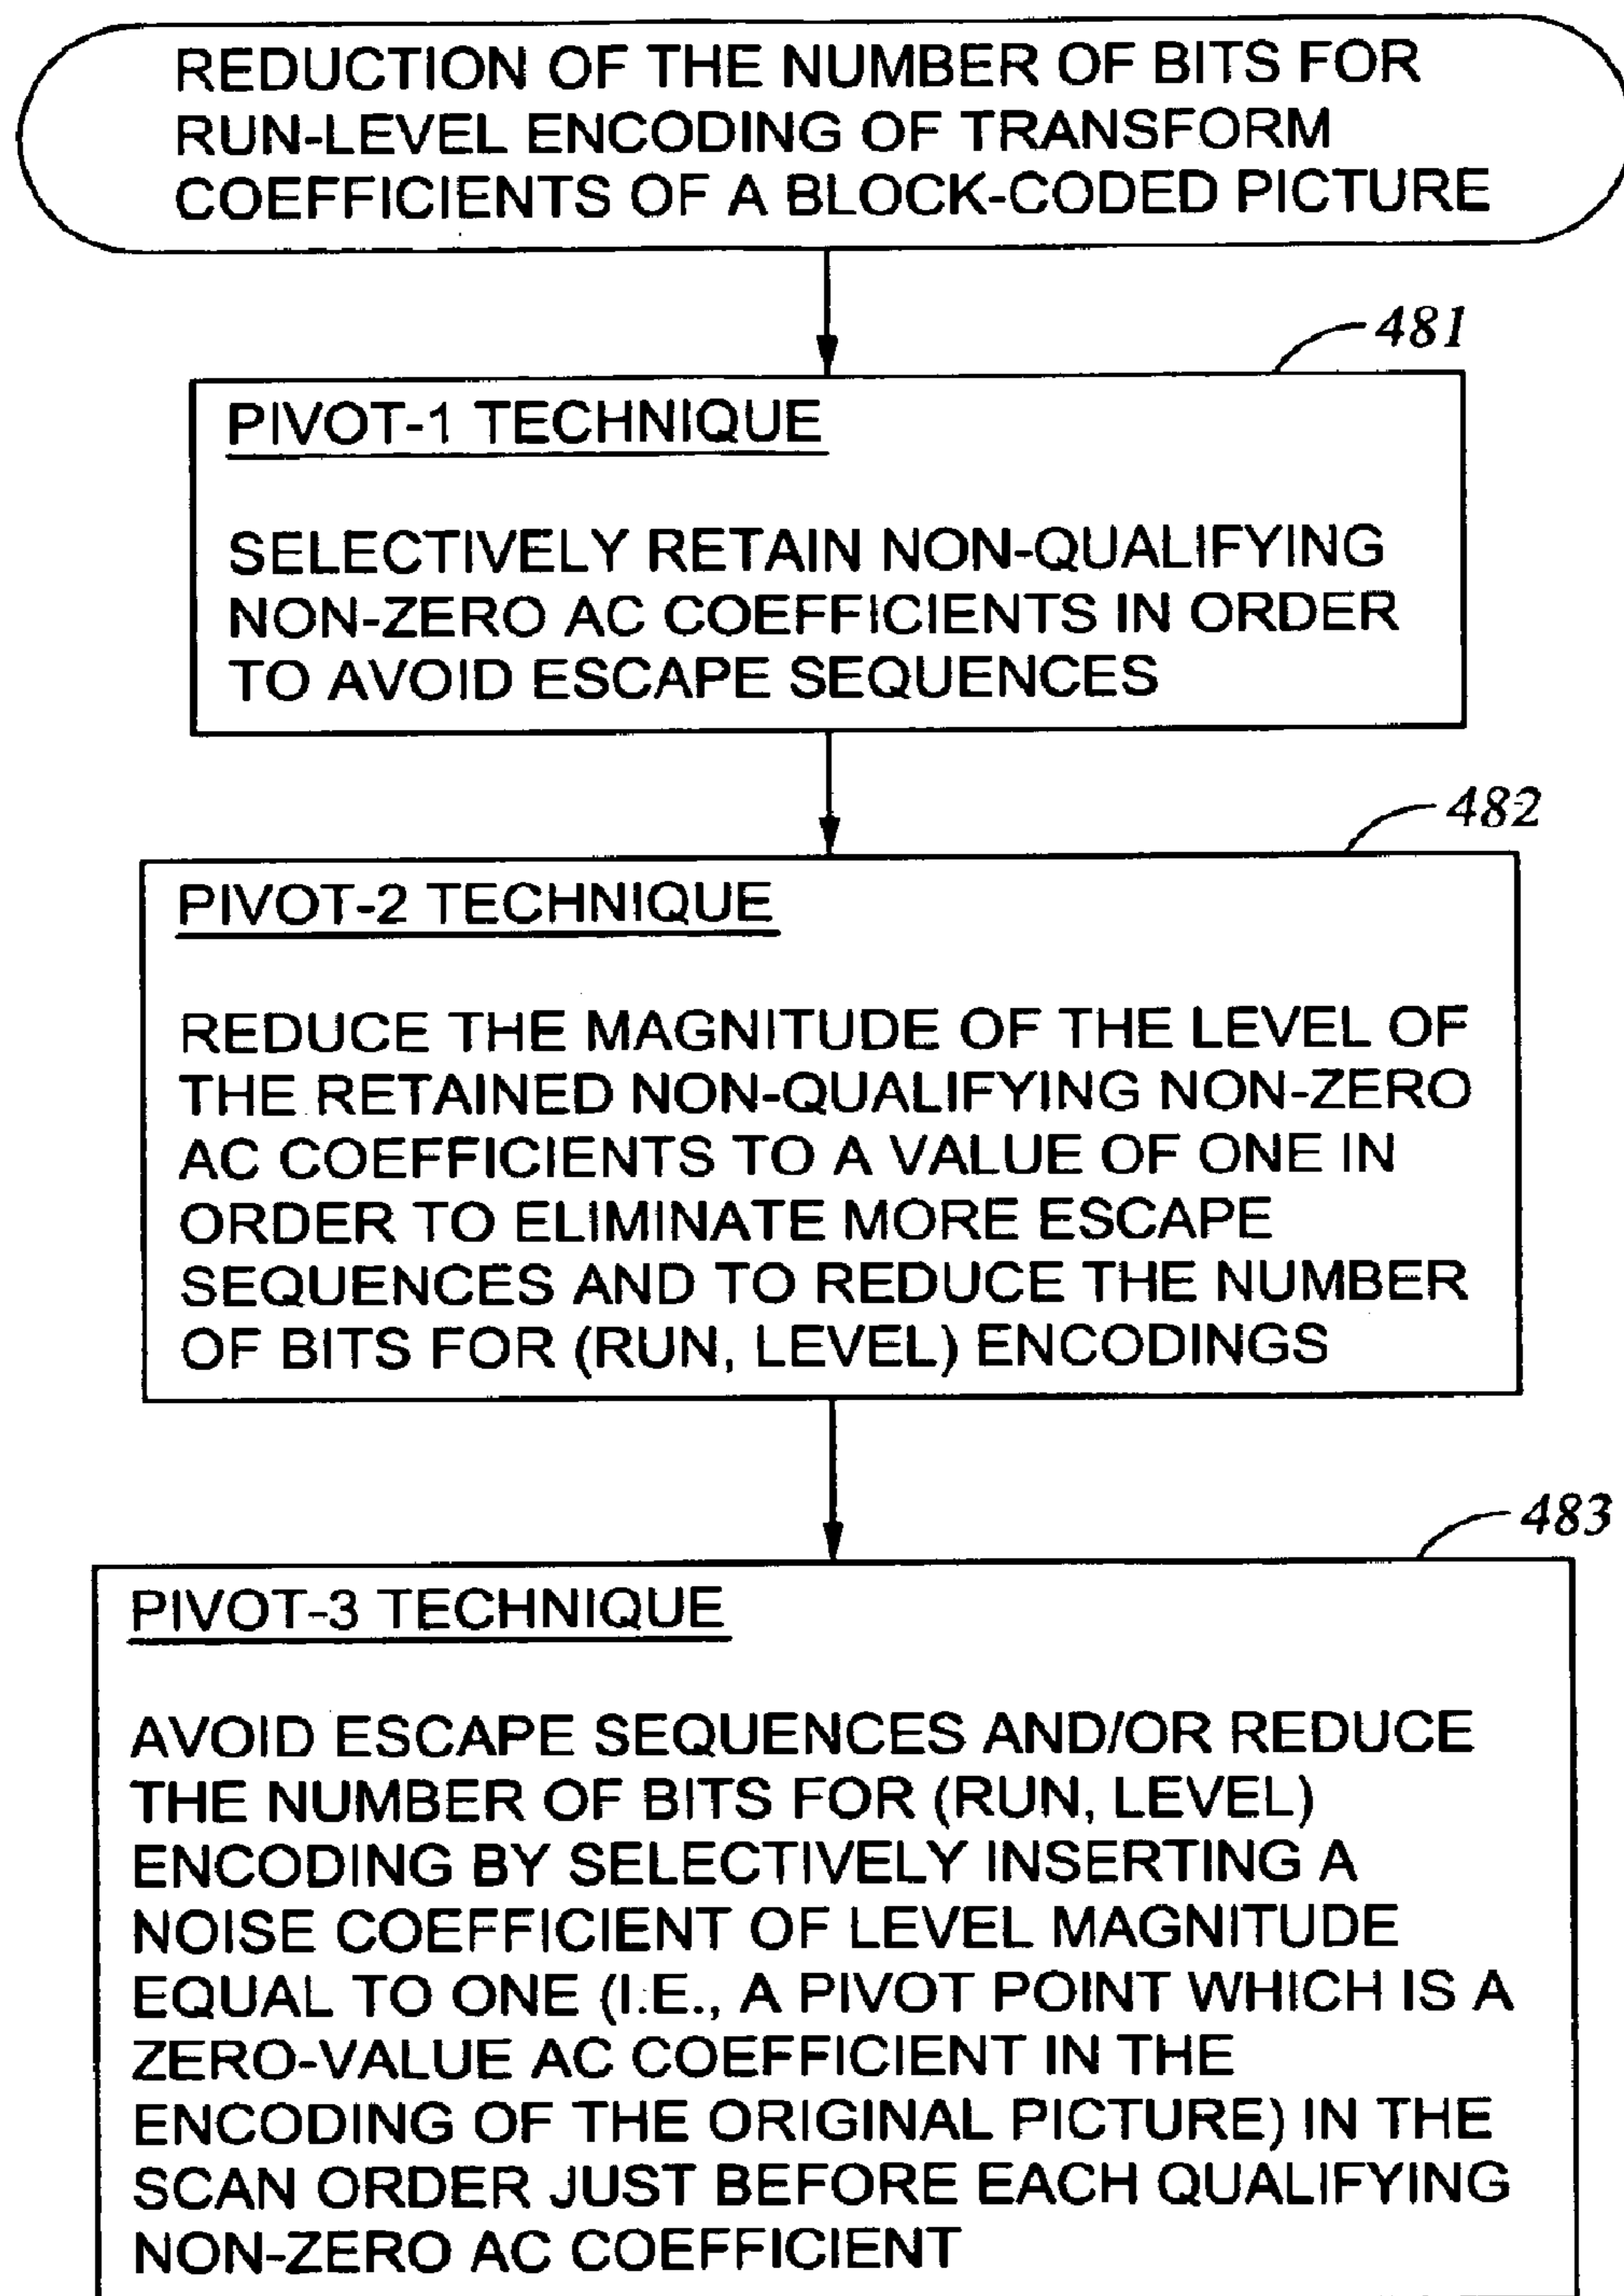 REDUCTION OF THE NUMBER OF BITS FOR
RUN-LEVEL ENCODING OF TRANSFORM
COEFFICIENTS OF A BLOCK-CODED PICTURE
481
PIVOT-1 TECHNIQUE
SELECTIVELY RETAIN NON-QUALIFYING
NON-ZERO AC COEFFICIENTS IN ORDER
TO AVOID ESCAPE SEQUENCES
482
PIVOT-2 TECHNIQUE
REDUCE THE MAGNITUDE OF THE LEVEL OF
THE RETAINED NON-QUALIFYING NON-ZERO
AC COEFFICIENTS TO A VALUE OF ONE IN
ORDER TO ELIMINATE MORE ESCAPE
SEQUENCES AND TO REDUCE THE NUMBER
OF BITS FOR (RUN, LEVEL) ENCODINGS
483
PIVOT-3 TECHNIQUE
AVOID ESCAPE SEQUENCES AND/OR REDUCE
THE NUMBER OF BITS FOR (RUN, LEVEL)
ENCODING BY SELECTIVELY INSERTING A
NOISE COEFFICIENT OF LEVEL MAGNITUDE
EQUAL TO ONE (I.E., A PIVOT POINT WHICH IS A
ZERO-VALUE AC COEFFICIENT IN THE
ENCODING OF THE ORIGINAL PICTURE) IN THE
SCAN ORDER JUST BEFORE EACH QUALIFYING
NON-ZERO AC COEFFICIENT